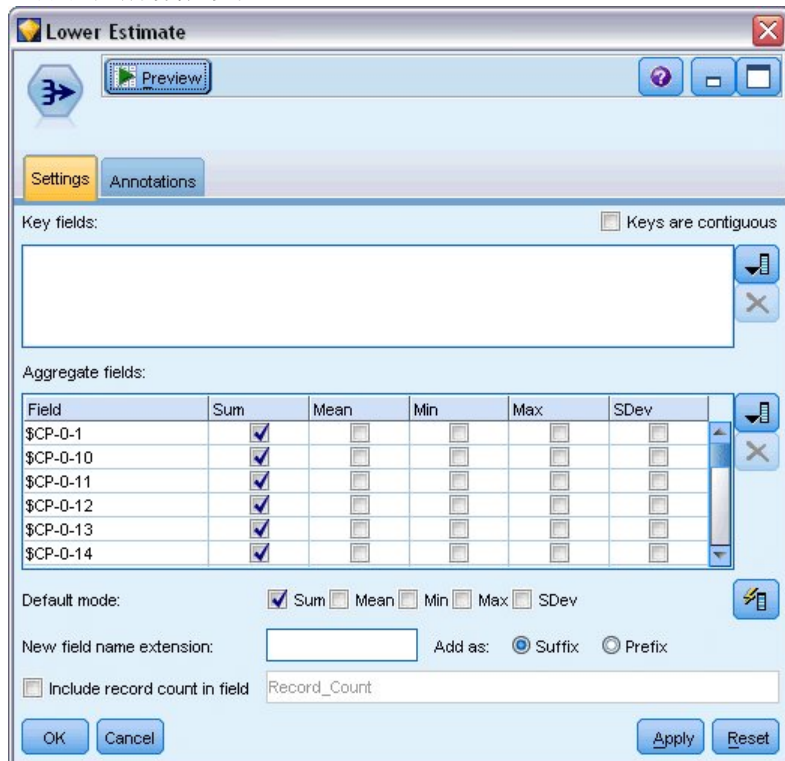 Lower Estimate
Preview
Settings Annotations
Key fields: Keys are contiguous
Aggregate fields:
Field Sum Mean Min Max SDev
$CP-0-1
$CP-0-10
$CP-0-11
$CP-0-12
$CP-0-13
$CP-0-14
Default mode: Sum Mean Min Max SDev
New field name extension: Add as: Suffix Prefix
Include record count in field Record_Count
OK Cancel Apply Reset